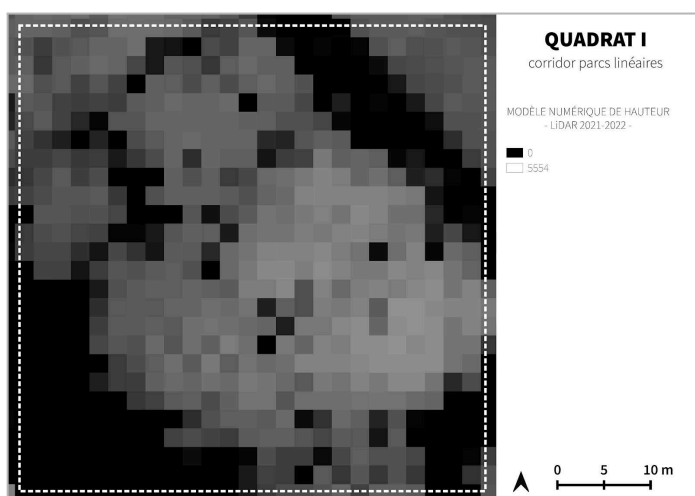 QUADRAT I
corridor parcs linéaires
MODÈLE NUMÉRIQUE DE HAUTEUR
- LiDAR 2021-2022 -
0
5554
0 5 10 m